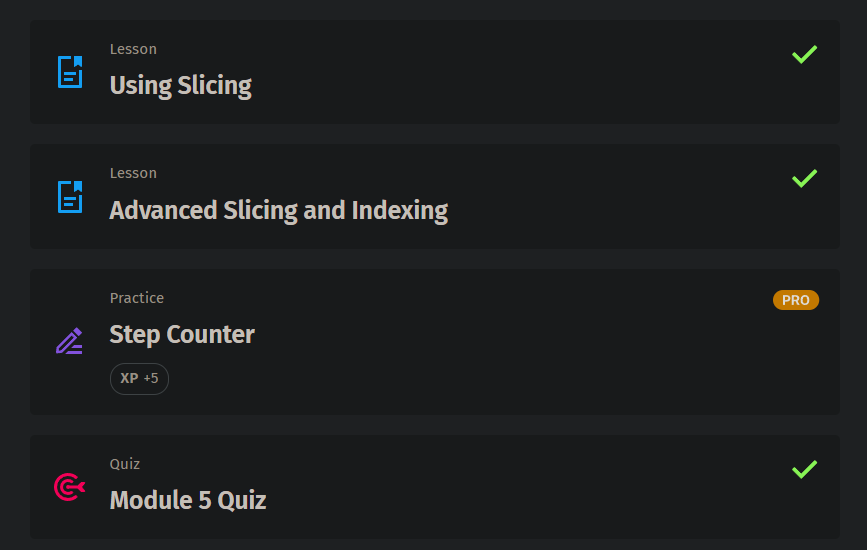 Lesson
Using Slicing
Lesson
Advanced Slicing and Indexing
Practice
PRO
Step Counter
XP +5
Quiz
Module 5 Quiz